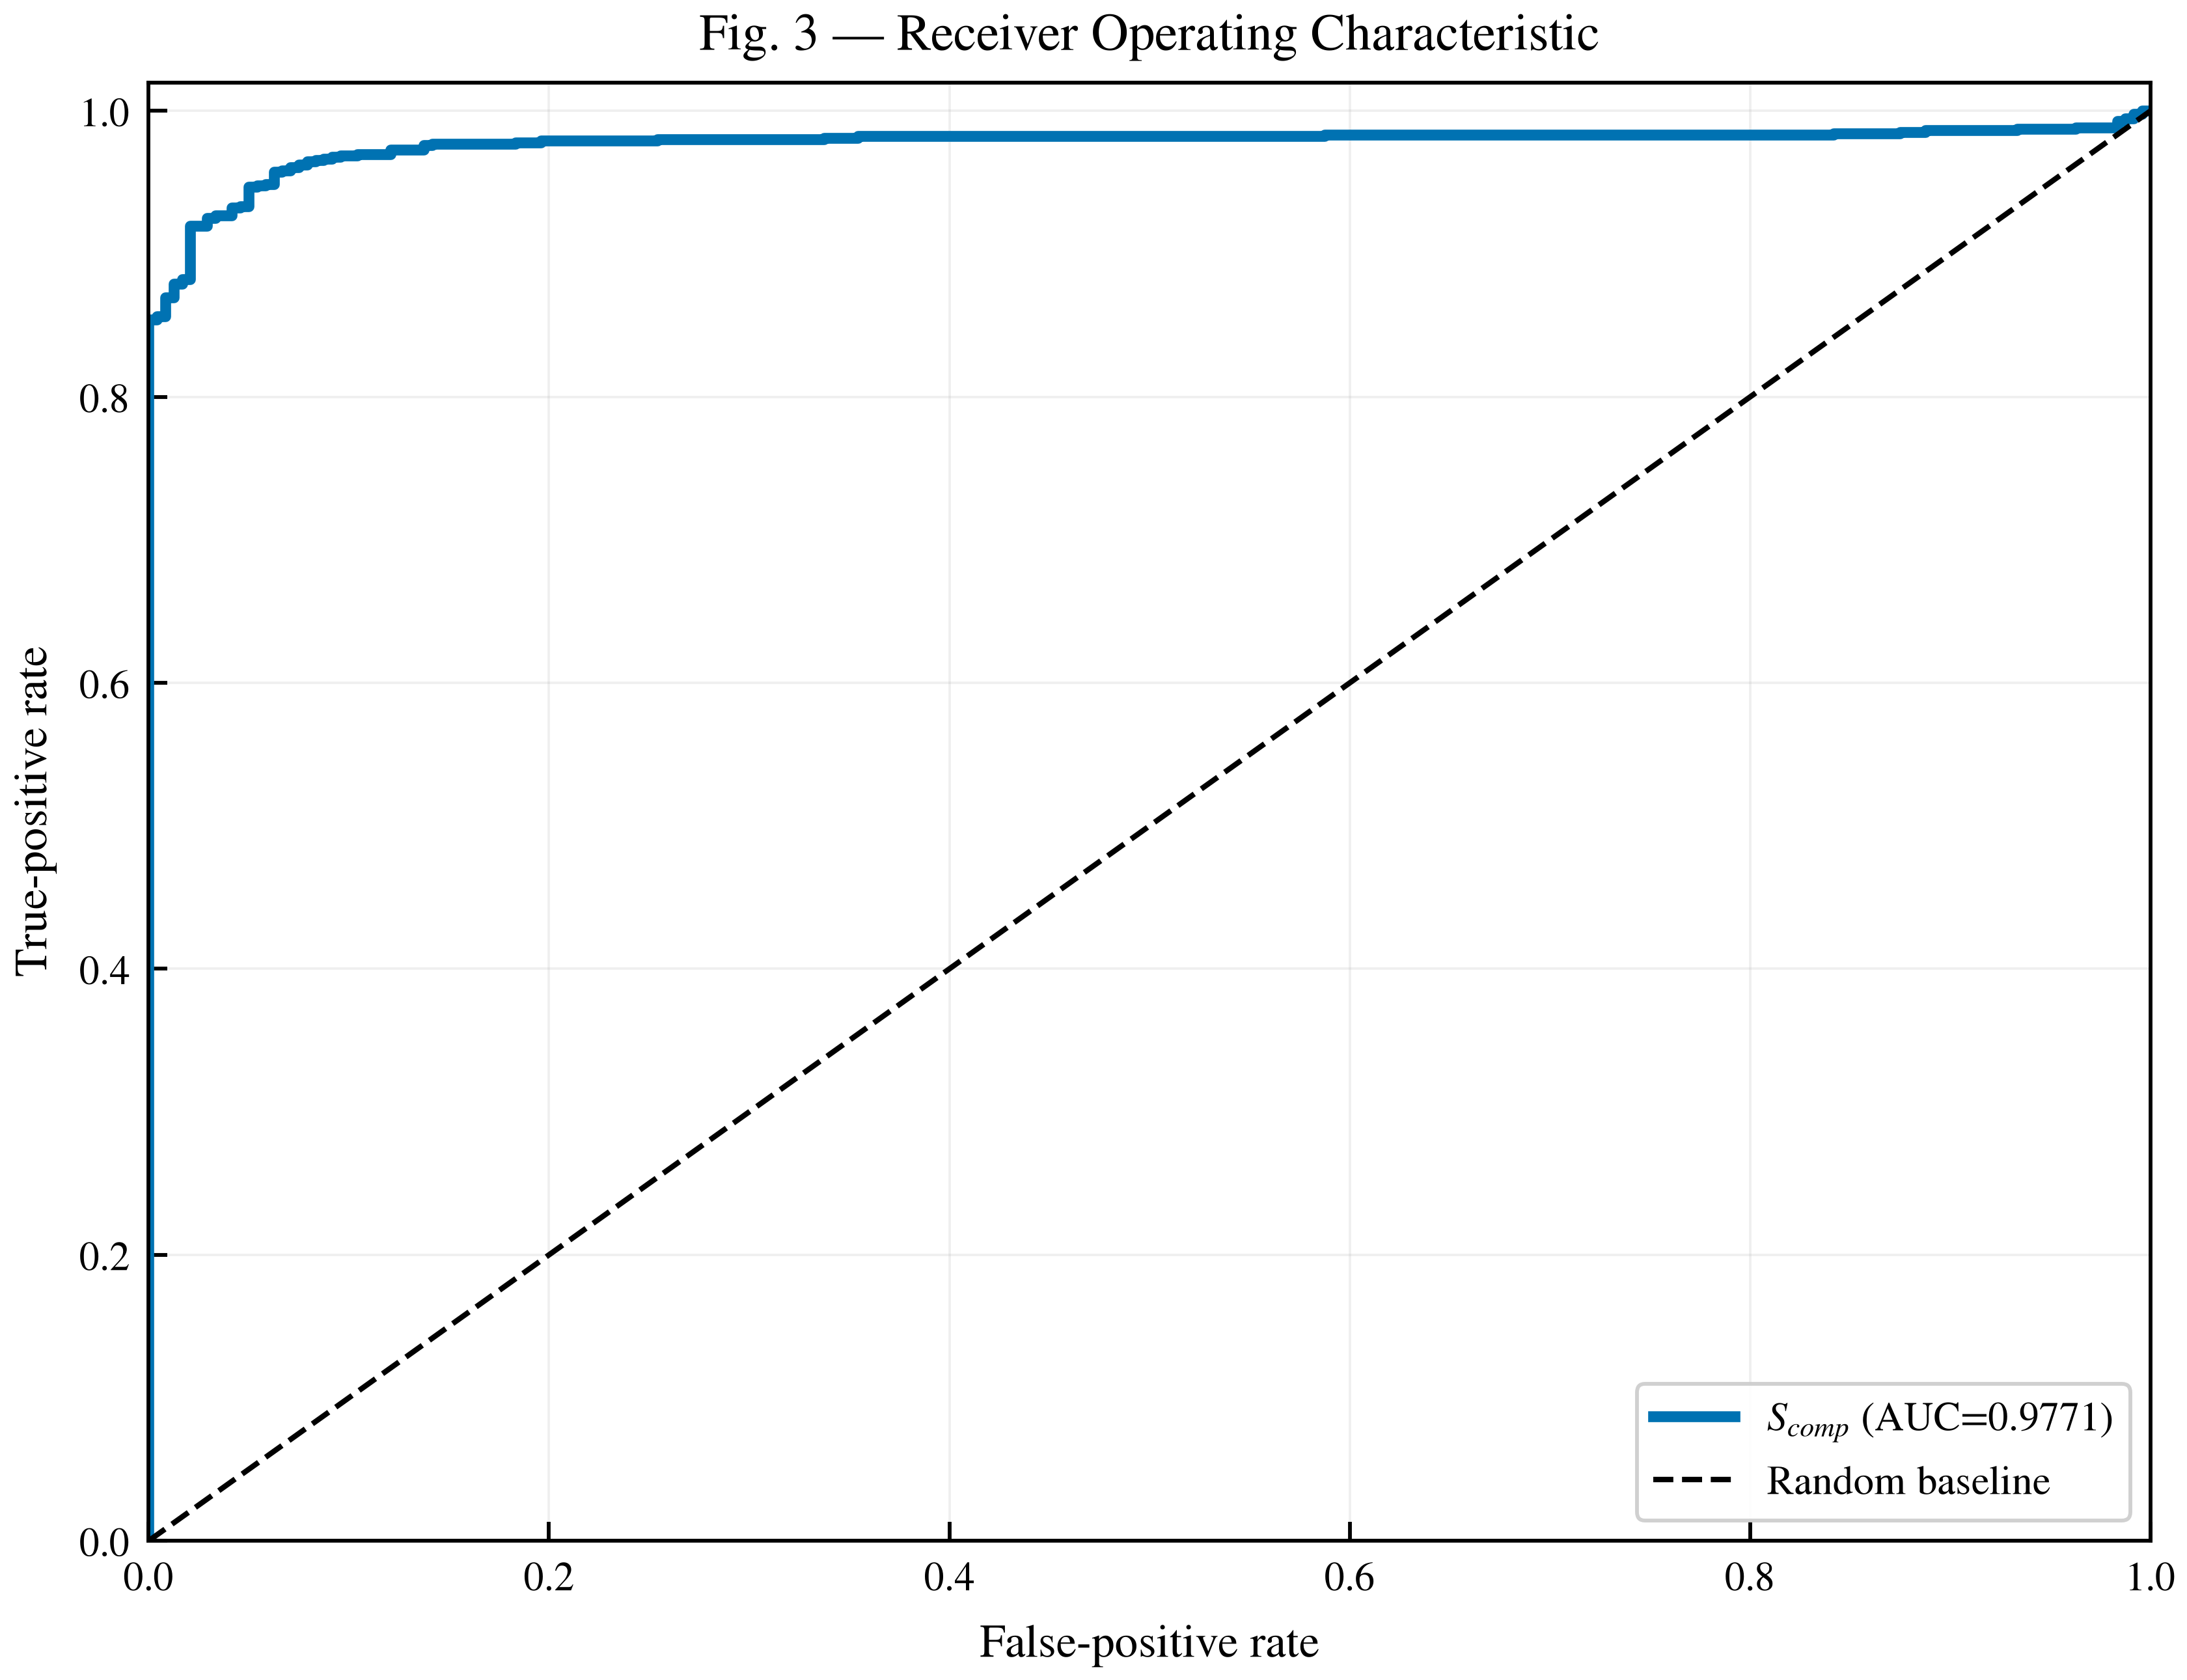 Fig. 3 — Receiver Operating Characteristic
True-positive rate
1.0
0.8
0.6
0.4
0.2
0.0
0.0 0.2 0.4 0.6 0.8 1.0
False-positive rate
S_comp (AUC=0.9771)
Random baseline